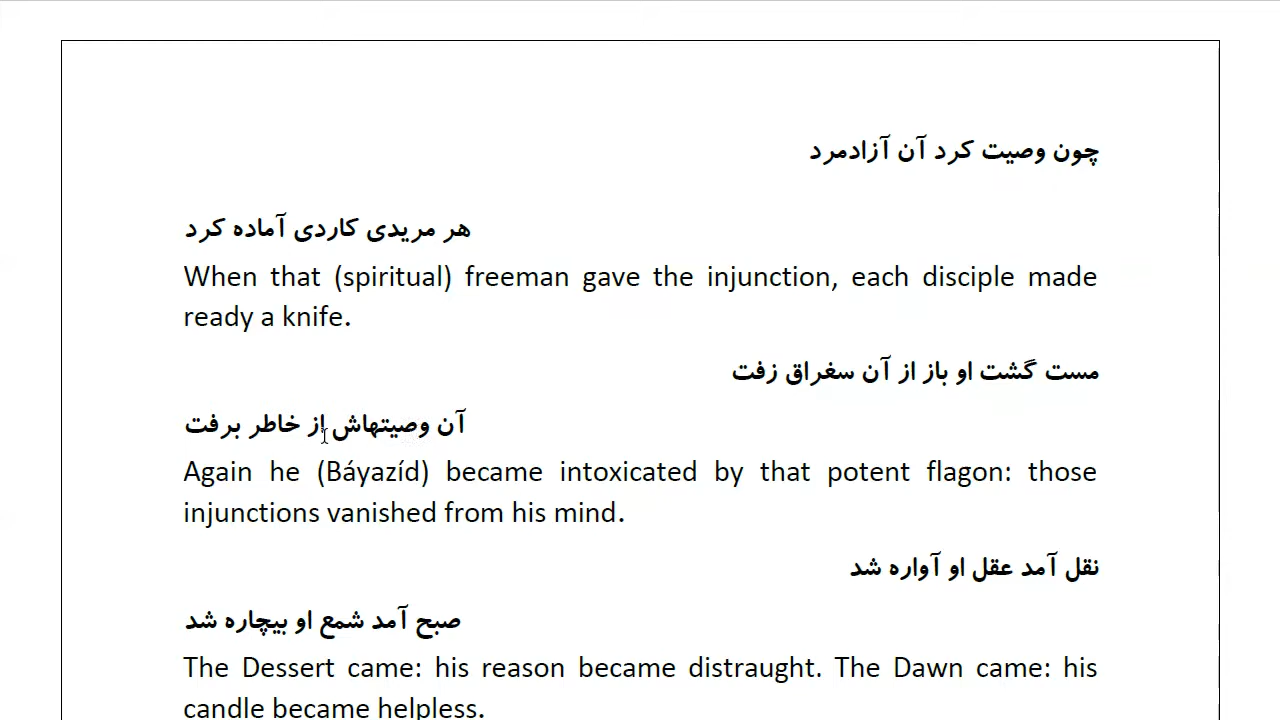 چون وصیت کرد آن آزادمرد
هر مریدی کاردی آماده کرد
When that (spiritual) freeman gave the injunction, each disciple made
ready a knife.
مست گشت او باز از آن سغراق زفت
آن وصیتهاش از خاطر برفت
Again he (Báyazíd) became intoxicated by that potent flagon: those
injunctions vanished from his mind.
نقل آمد عقل او آواره شد
صبح آمد شمع او بیچاره شد
The Dessert came: his reason became distraught. The Dawn came: his
candle became helpless.